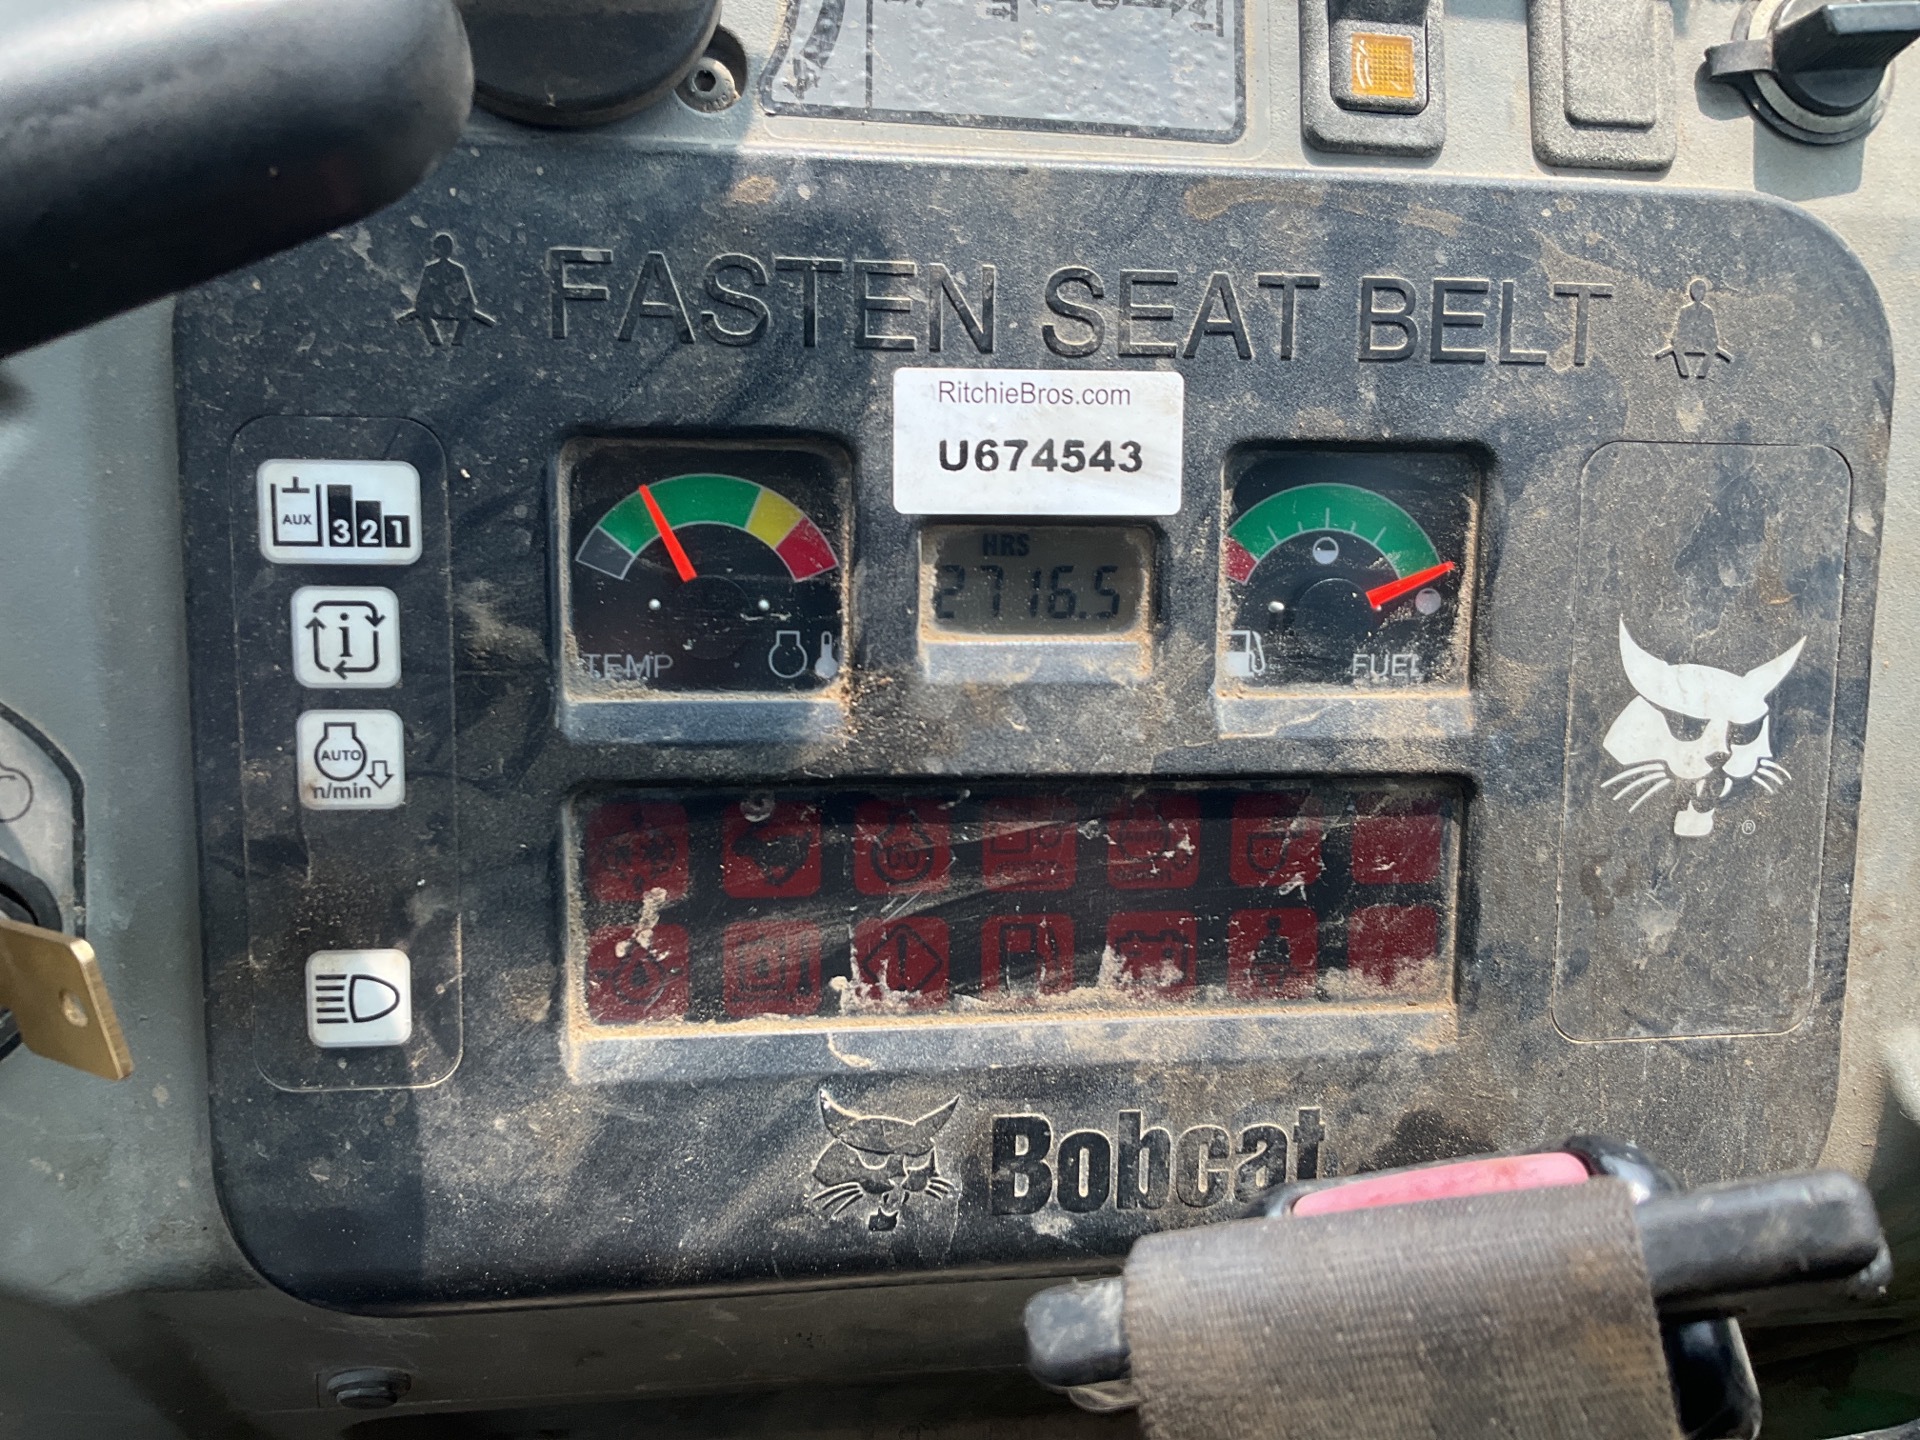 FASTEN SEAT BELT
RitchieBros.com
U674543
AUX 3 2 1
HRS
2716.5
i
TEMP
FUEL
AUTO
n/min
Bobcat
®